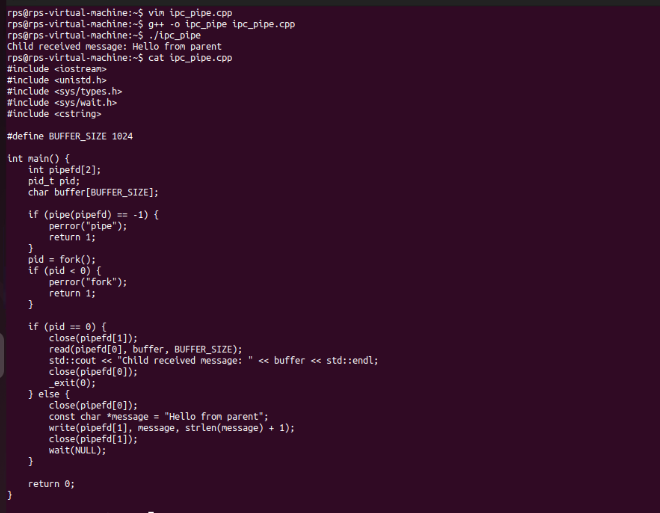 rps@rps-virtual-machine:~$ vim ipc_pipe.cpp
rps@rps-virtual-machine:~$ g++ -o ipc_pipe ipc_pipe.cpp
rps@rps-virtual-machine:~$ ./ipc_pipe
Child received message: Hello from parent
rps@rps-virtual-machine:~$ cat ipc_pipe.cpp
#include <iostream>
#include <unistd.h>
#include <sys/types.h>
#include <sys/wait.h>
#include <cstring>

#define BUFFER_SIZE 1024

int main() {
    int pipefd[2];
    pid_t pid;
    char buffer[BUFFER_SIZE];

    if (pipe(pipefd) == -1) {
        perror("pipe");
        return 1;
    }
    pid = fork();
    if (pid < 0) {
        perror("fork");
        return 1;
    }

    if (pid == 0) {
        close(pipefd[1]);
        read(pipefd[0], buffer, BUFFER_SIZE);
        std::cout << "Child received message: " << buffer << std::endl;
        close(pipefd[0]);
        _exit(0);
    } else {
        close(pipefd[0]);
        const char *message = "Hello from parent";
        write(pipefd[1], message, strlen(message) + 1);
        close(pipefd[1]);
        wait(NULL);
    }

    return 0;
}